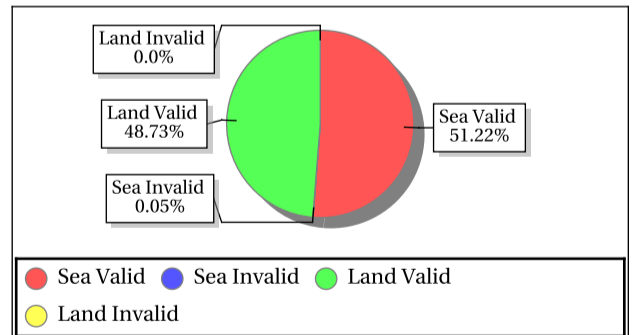 Land Invalid
0.0%
Land Valid
48.73%
Sea Valid
51.22%
Sea Invalid
0.05%
Sea Valid Sea Invalid Land Valid
Land Invalid